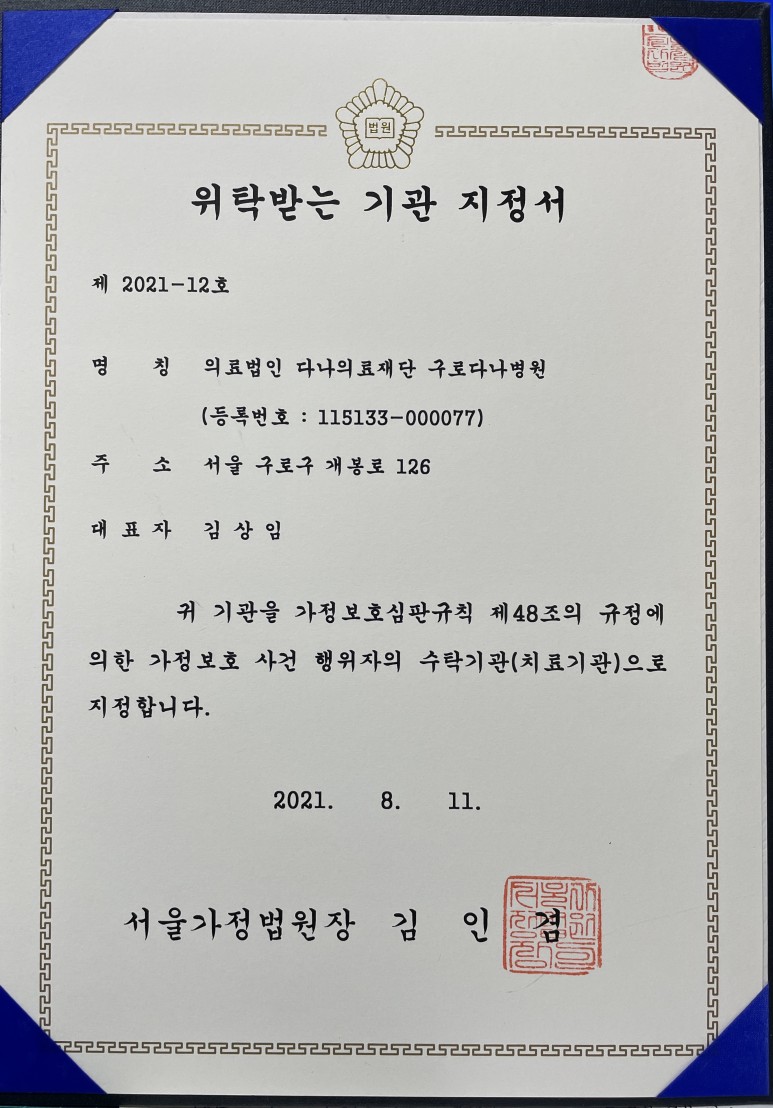 법원
위탁받는 기관 지정서
제 2021-12호
명 칭 의료법인 다나의료재단 구로다나병원
(등록번호 : 115133-000077)
주 소 서울 구로구 개봉로 126
대 표 자 김 상 임
귀 기관을 가정보호심판규칙 제48조의 규정에
의한 가정보호 사건 행위자의 수탁기관(치료기관)으로
지정합니다.
2021. 8. 11.
서울가정법원장 김 인 겸